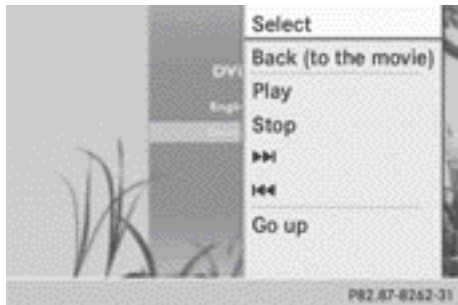 Select
Back (to the movie)
Play
Stop
⏭
⏮
Go up
P82.87-8262-31